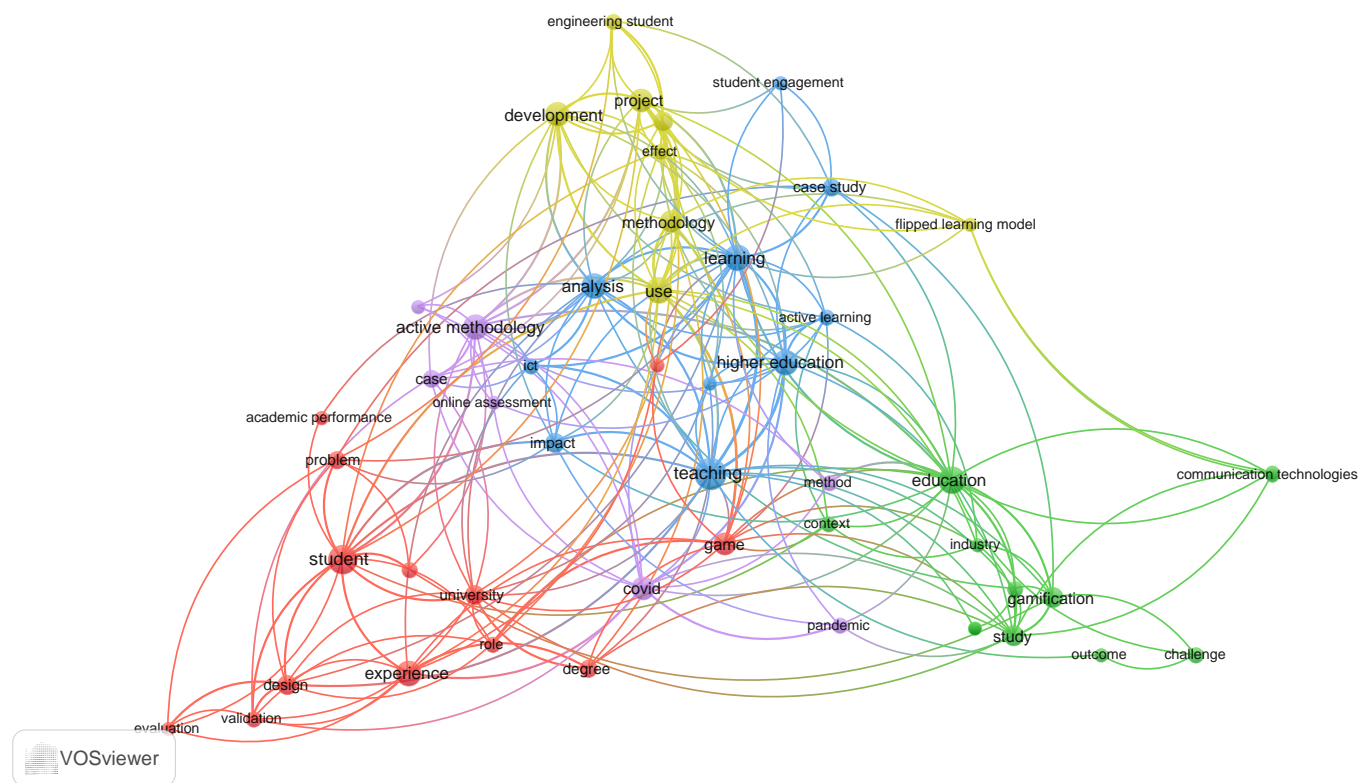 engineering student
student engagement
project
development
effect
case study
methodology
flipped learning model
learning
analysis
use
active learning
active methodology
higher education
ict
case
online assessment
academic performance
impact
problem
teaching
education
communication technologies
method
context
game
industry
student
covid
university
gamification
pandemic
study
role
outcome
challenge
degree
experience
design
validation
evaluation
VOSviewer